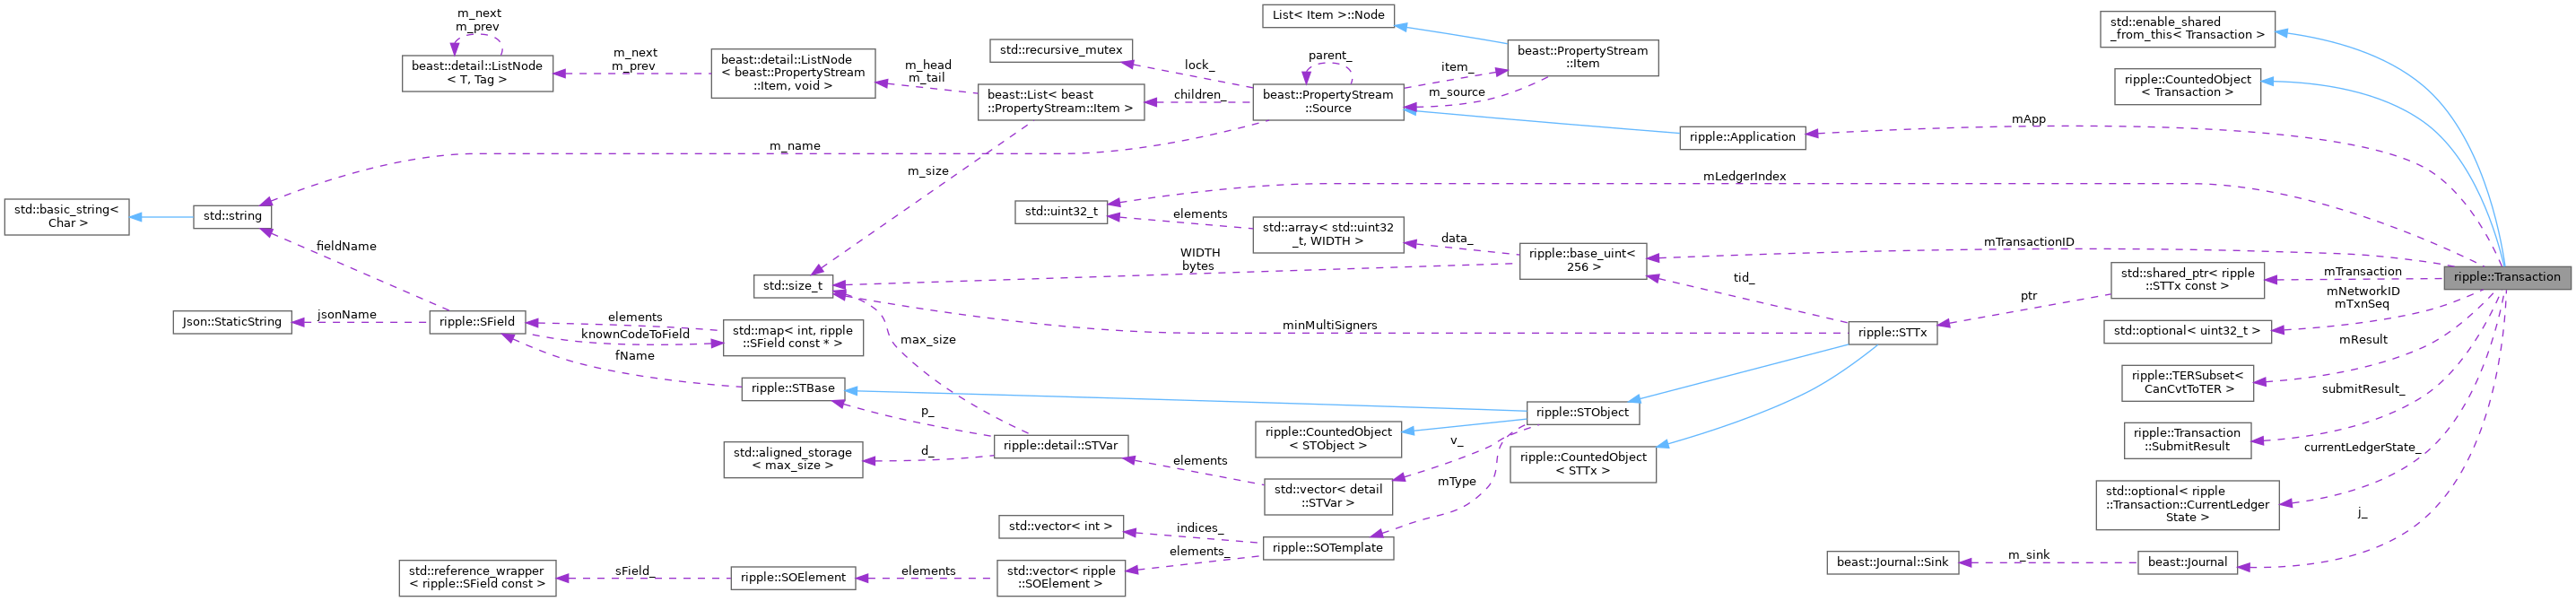 m_next
m_prev
beast::detail::ListNode
< T, Tag >
m_next
m_prev
beast::detail::ListNode
< beast::PropertyStream
::Item, void >
m_head
m_tail
std::recursive_mutex
beast::List< beast
::PropertyStream::Item >
lock_
children_
parent_
beast::PropertyStream
::Source
List< Item >::Node
item_
m_source
beast::PropertyStream
::Item
ripple::Application
mApp
std::enable_shared
_from_this< Transaction >
ripple::CountedObject
< Transaction >
m_name
m_size
mLedgerIndex
std::basic_string<
Char >
std::string
fieldName
std::uint32_t
elements
std::array< std::uint32
_t, WIDTH >
data_
ripple::base_uint<
256 >
mTransactionID
WIDTH
bytes
std::size_t
tid_
std::shared_ptr< ripple
::STTx const >
mTransaction
ripple::Transaction
ptr
mNetworkID
mTxnSeq
std::optional< uint32_t >
Json::StaticString
jsonName
ripple::SField
elements
knownCodeToField
fName
std::map< int, ripple
::SField const * >
max_size
minMultiSigners
ripple::STTx
mResult
ripple::TERSubset<
CanCvtToTER >
ripple::STBase
p_
ripple::STObject
submitResult_
ripple::Transaction
::SubmitResult
std::aligned_storage
< max_size >
d_
ripple::detail::STVar
ripple::CountedObject
< STObject >
v_
ripple::CountedObject
< STTx >
currentLedgerState_
elements
std::vector< detail
::STVar >
mType
std::optional< ripple
::Transaction::CurrentLedger
State >
j_
std::vector< int >
indices_
elements_
ripple::SOTemplate
std::reference_wrapper
< ripple::SField const >
sField_
ripple::SOElement
elements
std::vector< ripple
::SOElement >
beast::Journal::Sink
m_sink
beast::Journal